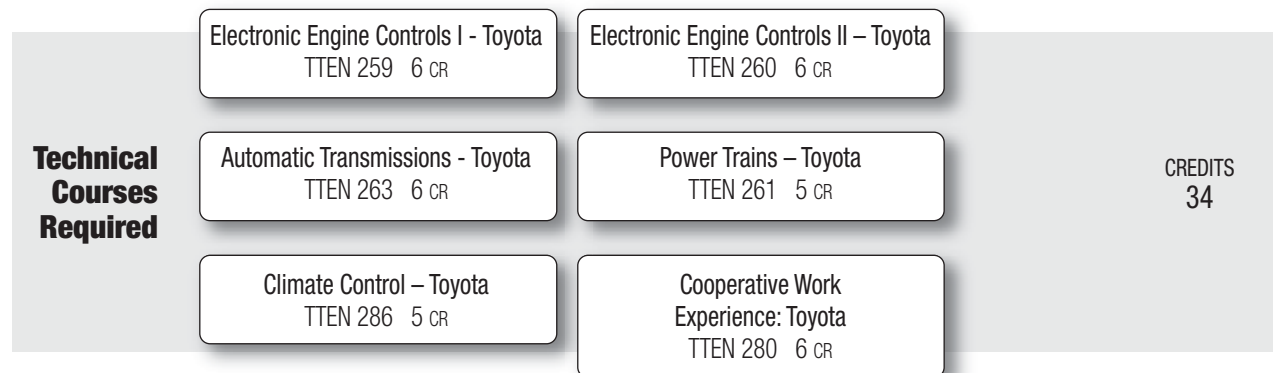 Electronic Engine Controls I - Toyota
TTEN 259 6 CR
Electronic Engine Controls II – Toyota
TTEN 260 6 CR
Technical
Courses
Required
Automatic Transmissions - Toyota
TTEN 263 6 CR
Power Trains – Toyota
TTEN 261 5 CR
CREDITS
34
Climate Control – Toyota
TTEN 286 5 CR
Cooperative Work
Experience: Toyota
TTEN 280 6 CR